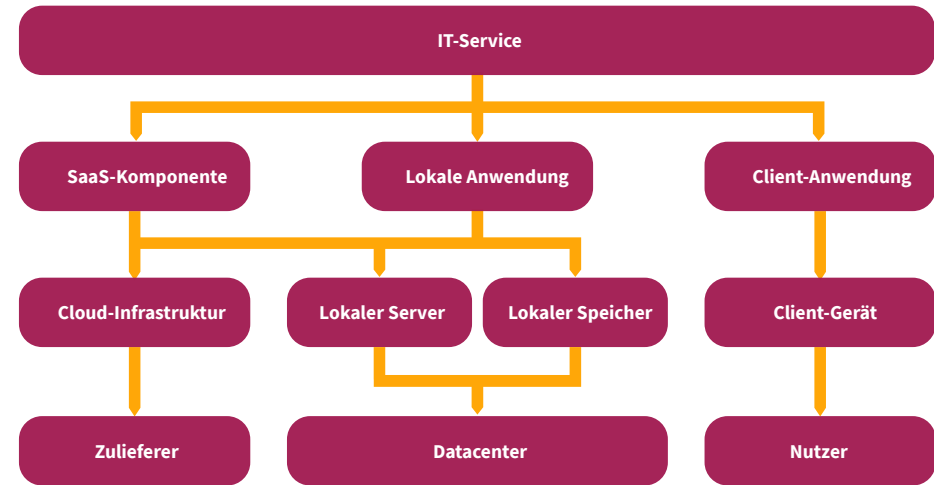 IT-Service
SaaS-Komponente
Lokale Anwendung
Client-Anwendung
Cloud-Infrastruktur
Lokaler Server
Lokaler Speicher
Client-Gerät
Zulieferer
Datacenter
Nutzer